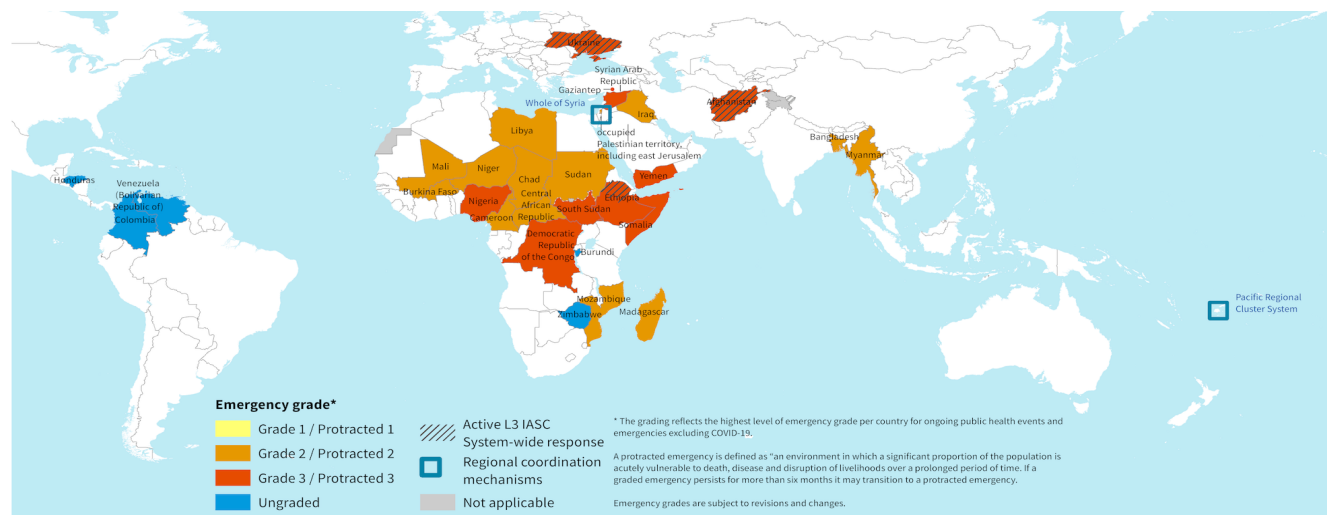 Ukraine
Syrian Arab
Republic
Gaziantep
Whole of Syria
Iraq
Afghanistan
occupied
Palestinian territory,
including east Jerusalem
Libya
Bangladesh
Myanmar
Mali
Niger
Chad
Sudan
Yemen
Honduras
Venezuela
(Bolivarian
Republic of)
Colombia
Burkina Faso
Nigeria
Central
African
Republic
Ethiopia
South Sudan
Cameroon
Somalia
Democratic
Republic
of the Congo
Burundi
Mozambique
Zimbabwe
Madagascar
Pacific Regional
Cluster System
Emergency grade*
Grade 1 / Protracted 1
Grade 2 / Protracted 2
Grade 3 / Protracted 3
Ungraded
Active L3 IASC
System-wide response
Regional coordination
mechanisms
Not applicable
* The grading reflects the highest level of emergency grade per country for ongoing public health events and
emergencies excluding COVID-19.
A protracted emergency is defined as "an environment in which a significant proportion of the population is
acutely vulnerable to death, disease and disruption of livelihoods over a prolonged period of time. If a
graded emergency persists for more than six months it may transition to a protracted emergency.
Emergency grades are subject to revisions and changes.